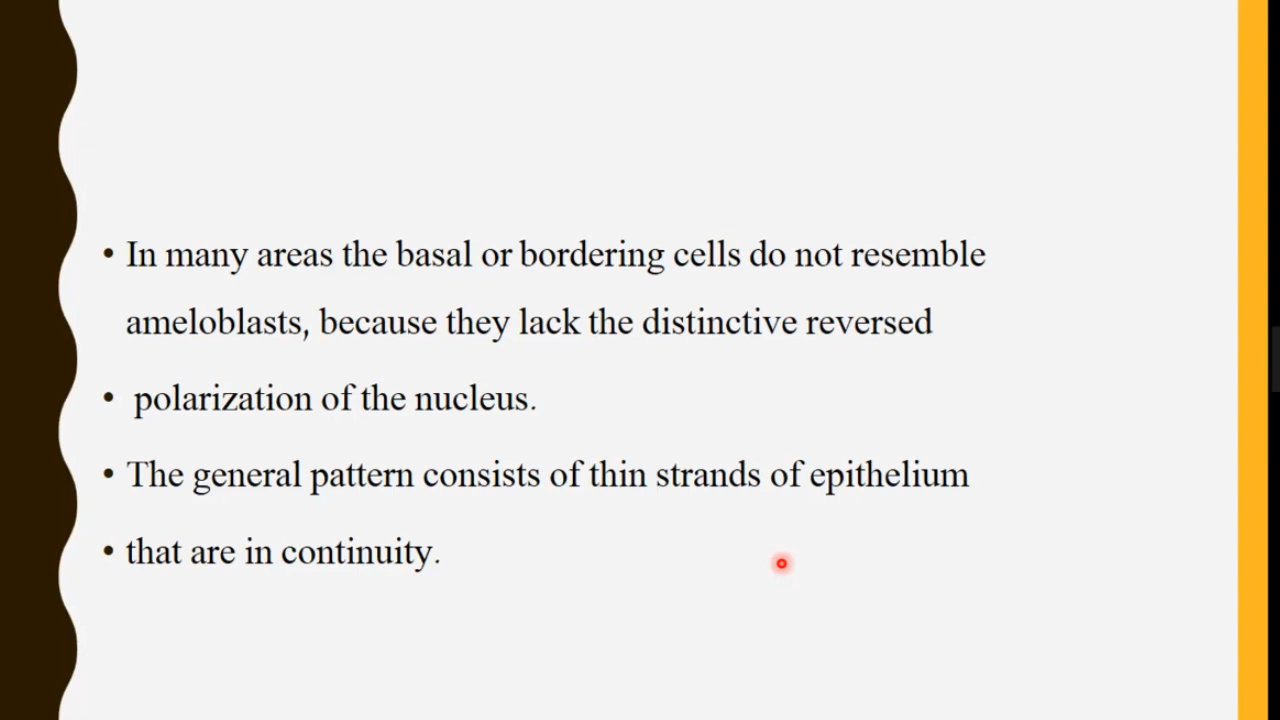 • In many areas the basal or bordering cells do not resemble
ameloblasts, because they lack the distinctive reversed
• polarization of the nucleus.
• The general pattern consists of thin strands of epithelium
• that are in continuity.